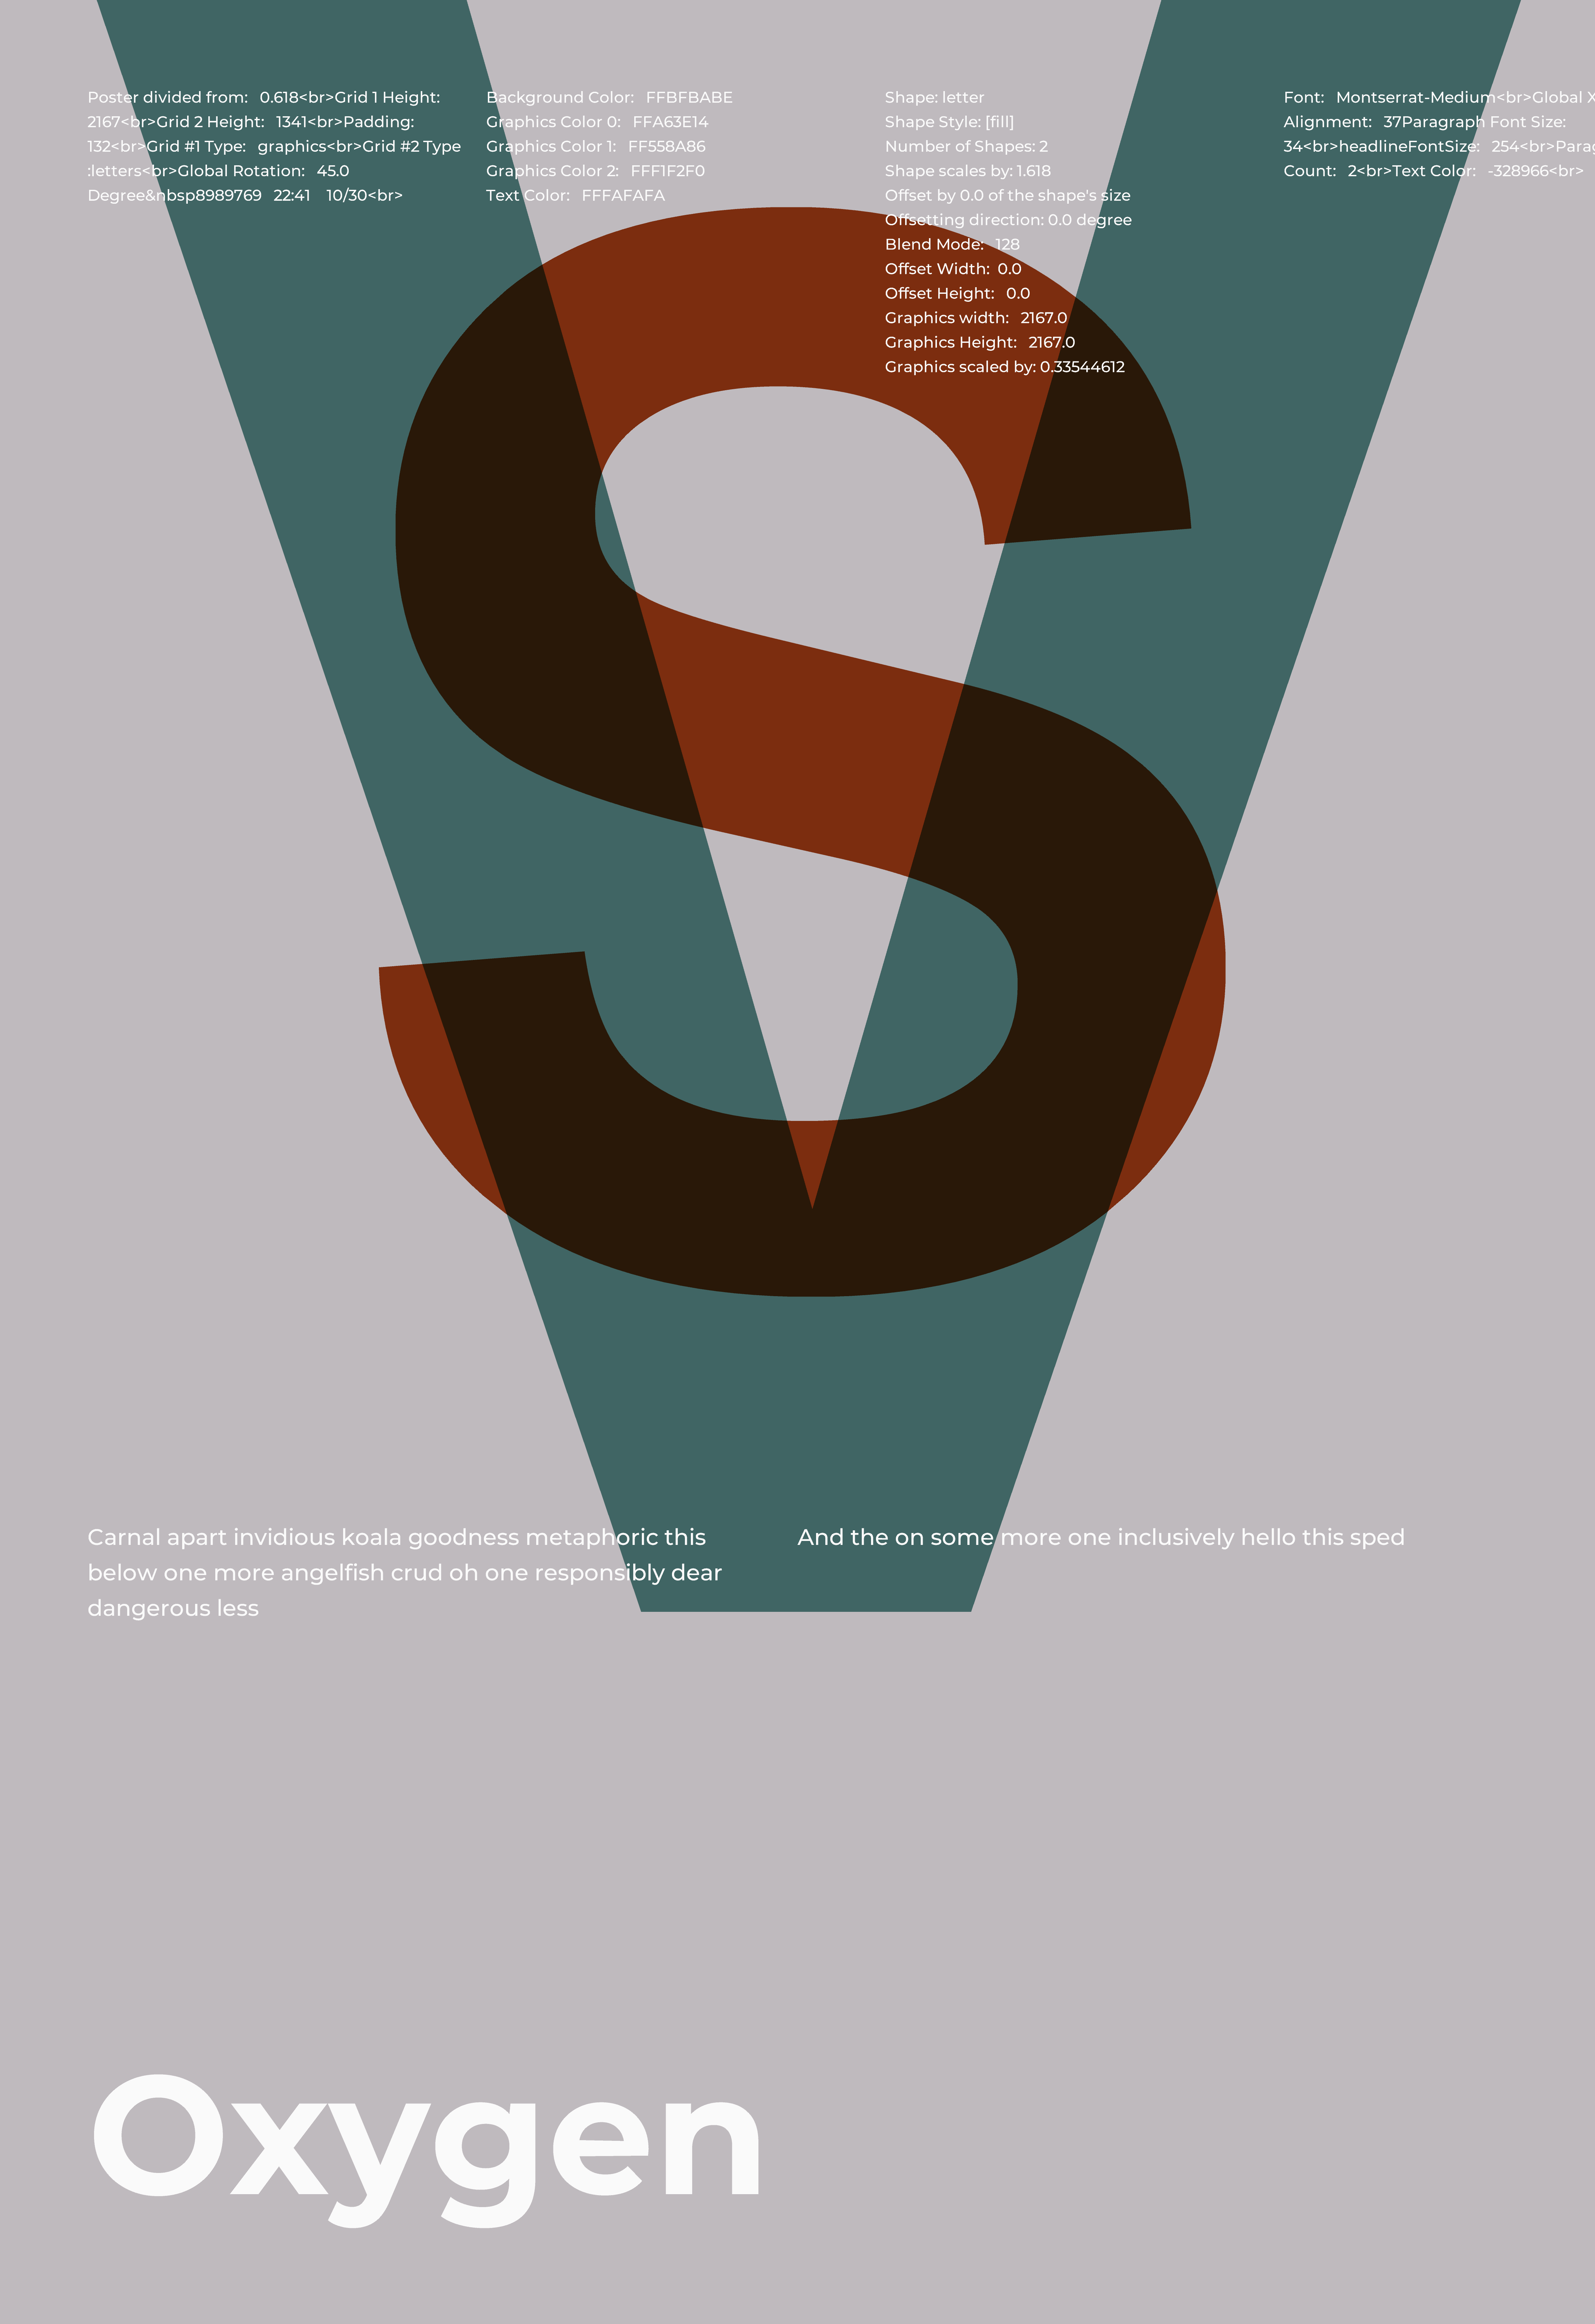 Poster divided from:   0.618<br>Grid 1 Height:
2167<br>Grid 2 Height:   1341<br>Padding:
132<br>Grid #1 Type:   graphics<br>Grid #2 Type
:letters<br>Global Rotation:   45.0
Degree&nbsp8989769   22:41    10/30<br>
Background Color:   FFBFBABE
Graphics Color 0:   FFA63E14
Graphics Color 1:   FF558A86
Graphics Color 2:   FFF1F2F0
Text Color:   FFFAFAFA
Shape: letter
Shape Style: [fill]
Number of Shapes: 2
Shape scales by: 1.618
Offset by 0.0 of the shape's size
Offsetting direction: 0.0 degree
Blend Mode:   128
Offset Width:  0.0
Offset Height:   0.0
Graphics width:   2167.0
Graphics Height:   2167.0
Graphics scaled by: 0.33544612
Font:   Montserrat-Medium<br>Global X
Alignment:   37Paragraph Font Size:
34<br>headlineFontSize:   254<br>Parag
Count:   2<br>Text Color:   -328966<br>
V
S
Carnal apart invidious koala goodness metaphoric this
below one more angelfish crud oh one responsibly dear
dangerous less
And the on some more one inclusively hello this sped
Oxygen